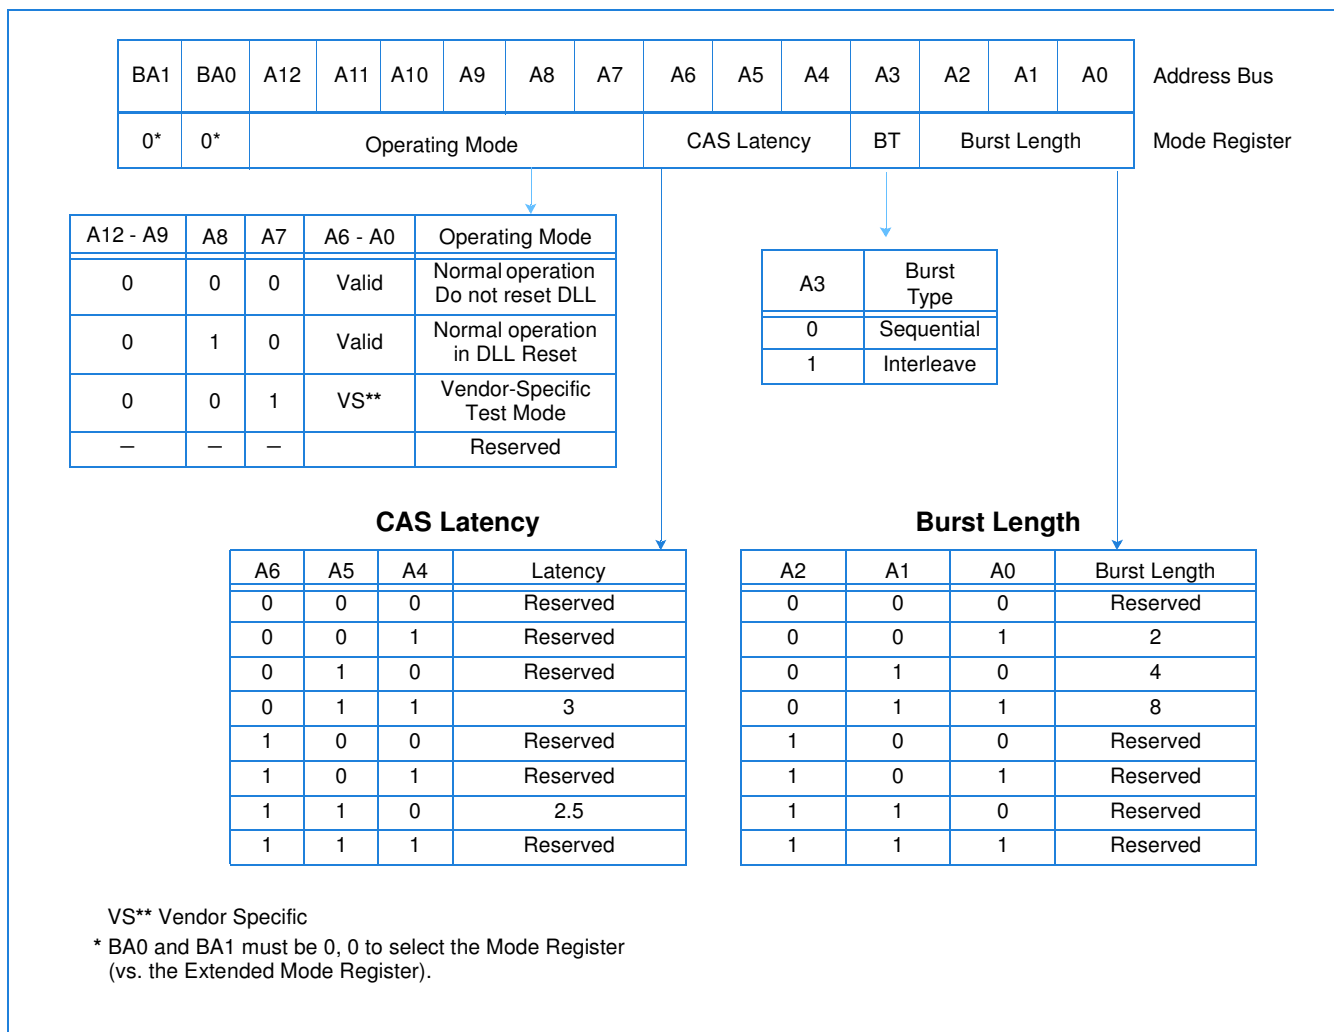 BA1 BA0 A12 A11 A10 A9 A8 A7 A6 A5 A4 A3 A2 A1 A0 Address Bus
0* 0* Operating Mode CAS Latency BT Burst Length Mode Register
A12 - A9 A8 A7 A6 - A0 Operating Mode
0 0 0 Valid Normal operation
Do not reset DLL
0 1 0 Valid Normal operation
in DLL Reset
0 0 1 VS** Vendor-Specific
Test Mode
— — — Reserved
A3 Burst
Type
0 Sequential
1 Interleave
CAS Latency
A6 A5 A4 Latency
0 0 0 Reserved
0 0 1 Reserved
0 1 0 Reserved
0 1 1 3
1 0 0 Reserved
1 0 1 Reserved
1 1 0 2.5
1 1 1 Reserved
Burst Length
A2 A1 A0 Burst Length
0 0 0 Reserved
0 0 1 2
0 1 0 4
0 1 1 8
1 0 0 Reserved
1 0 1 Reserved
1 1 0 Reserved
1 1 1 Reserved
VS** Vendor Specific
* BA0 and BA1 must be 0, 0 to select the Mode Register
(vs. the Extended Mode Register).